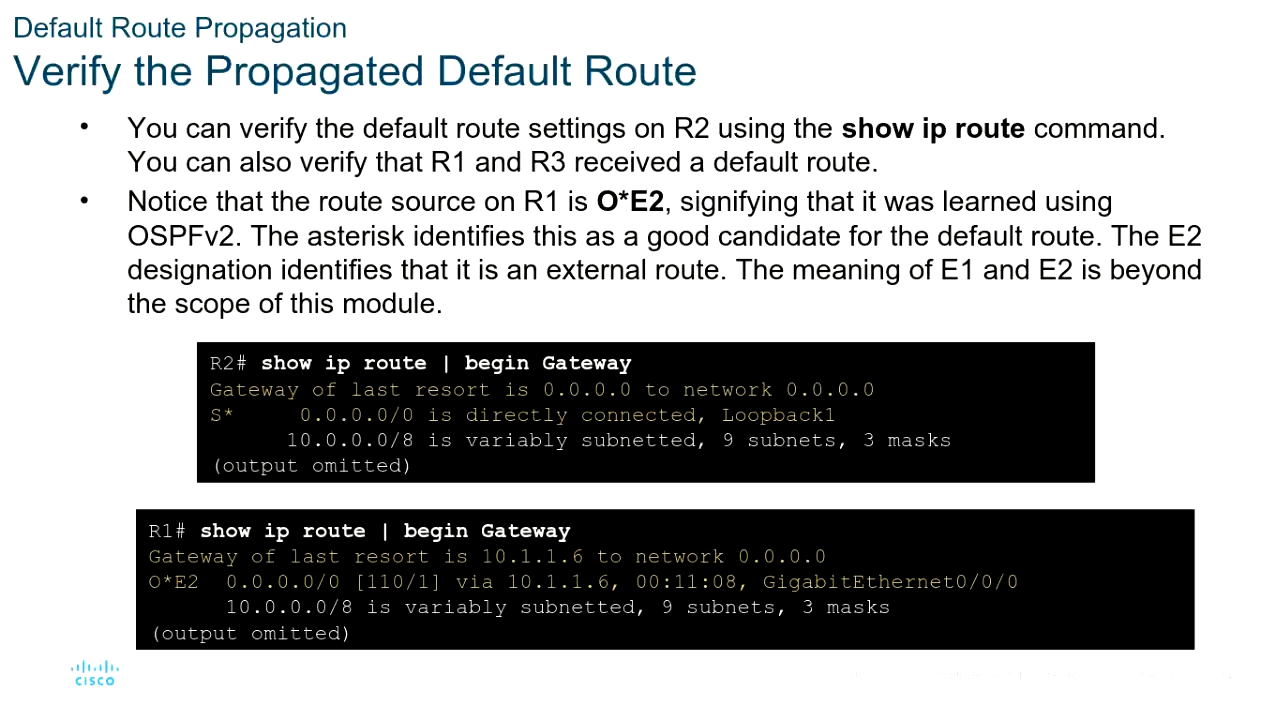 Default Route Propagation
Verify the Propagated Default Route
• You can verify the default route settings on R2 using the show ip route command.
You can also verify that R1 and R3 received a default route.
• Notice that the route source on R1 is O*E2, signifying that it was learned using
OSPFv2. The asterisk identifies this as a good candidate for the default route. The E2
designation identifies that it is an external route. The meaning of E1 and E2 is beyond
the scope of this module.
R2# show ip route | begin Gateway
Gateway of last resort is 0.0.0.0 to network 0.0.0.0
S*     0.0.0.0/0 is directly connected, Loopback1
      10.0.0.0/8 is variably subnetted, 9 subnets, 3 masks
(output omitted)
R1# show ip route | begin Gateway
Gateway of last resort is 10.1.1.6 to network 0.0.0.0
O*E2  0.0.0.0/0 [110/1] via 10.1.1.6, 00:11:08, GigabitEthernet0/0/0
      10.0.0.0/8 is variably subnetted, 9 subnets, 3 masks
(output omitted)
CISCO